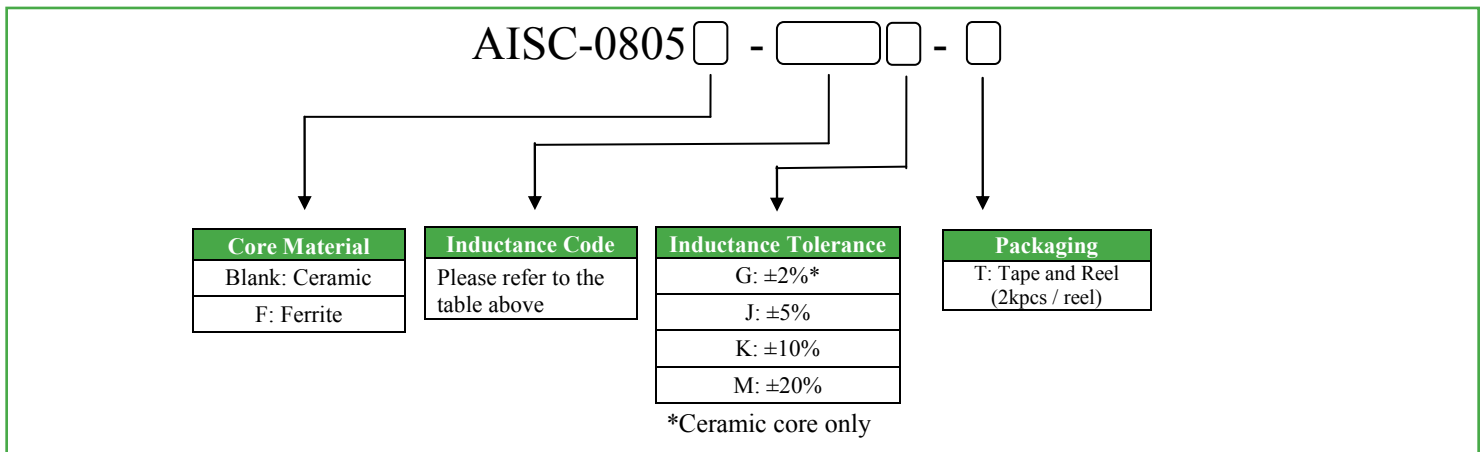 AISC-0805 - -
Core Material
Blank: Ceramic
F: Ferrite
Inductance Code
Please refer to the
table above
Inductance Tolerance
G: ±2%*
J: ±5%
K: ±10%
M: ±20%
*Ceramic core only
Packaging
T: Tape and Reel
(2kpcs / reel)